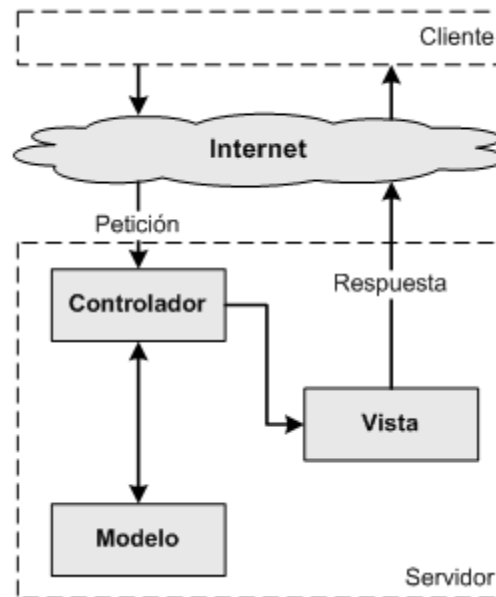 Cliente
Internet
Petición
Respuesta
Controlador
Vista
Modelo
Servidor